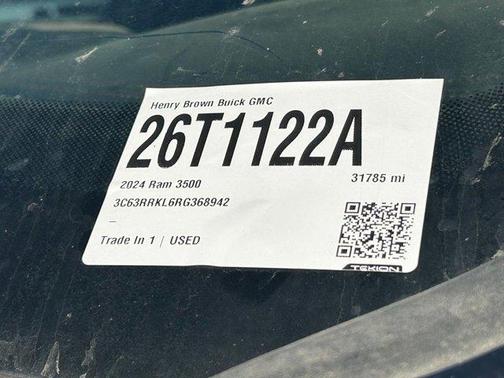 Henry Brown Buick GMC
26T1122A
2024 Ram 3500 31785 mi
3C63RRKL6RG368942
–
Trade In 1 | USED
TEKION